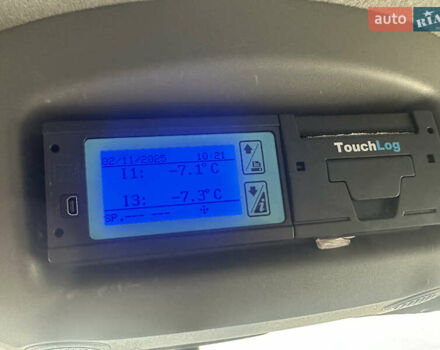 auto RIA
02/11/2025 10:21
I1: -7.1°C
I3: -7.3°C
SP.--- ---
TouchLog